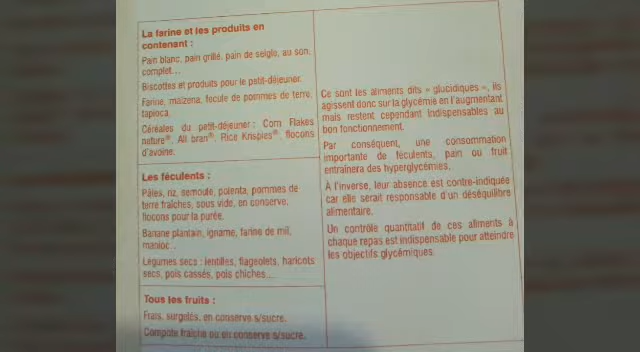 La farine et les produits en
contenant :
Pain blanc, pain grillé, pain de seigle, au son,
complet...
Biscottes et produits pour le petit-déjeuner.
Farine, maïzena, fécule de pommes de terre,
tapioca.
Céréales du petit-déjeuner : Corn Flakes
nature®, All bran®, Rice Krispies®, flocons
d'avoine.
Les féculents :
Pâtes, riz, semoule, polenta, pommes de
terre fraîches, sous vide, en conserve,
flocons pour la purée.
Banane plantain, igname, farine de mil,
manioc...
Légumes secs : lentilles, flageolets, haricots
secs, pois cassés, pois chiches...
Tous les fruits :
Frais, surgelés, en conserve s/sucre.
Compote fraîche ou en conserve s/sucre.
Ce sont les aliments dits « glucidiques », ils
agissent donc sur la glycémie en l'augmentant
mais restent cependant indispensables au
bon fonctionnement.
Par conséquent, une consommation
importante de féculents, pain ou fruit
entraînera des hyperglycémies.
À l'inverse, leur absence est contre-indiquée
car elle serait responsable d'un déséquilibre
alimentaire.
Un contrôle quantitatif de ces aliments à
chaque repas est indispensable pour atteindre
les objectifs glycémiques.